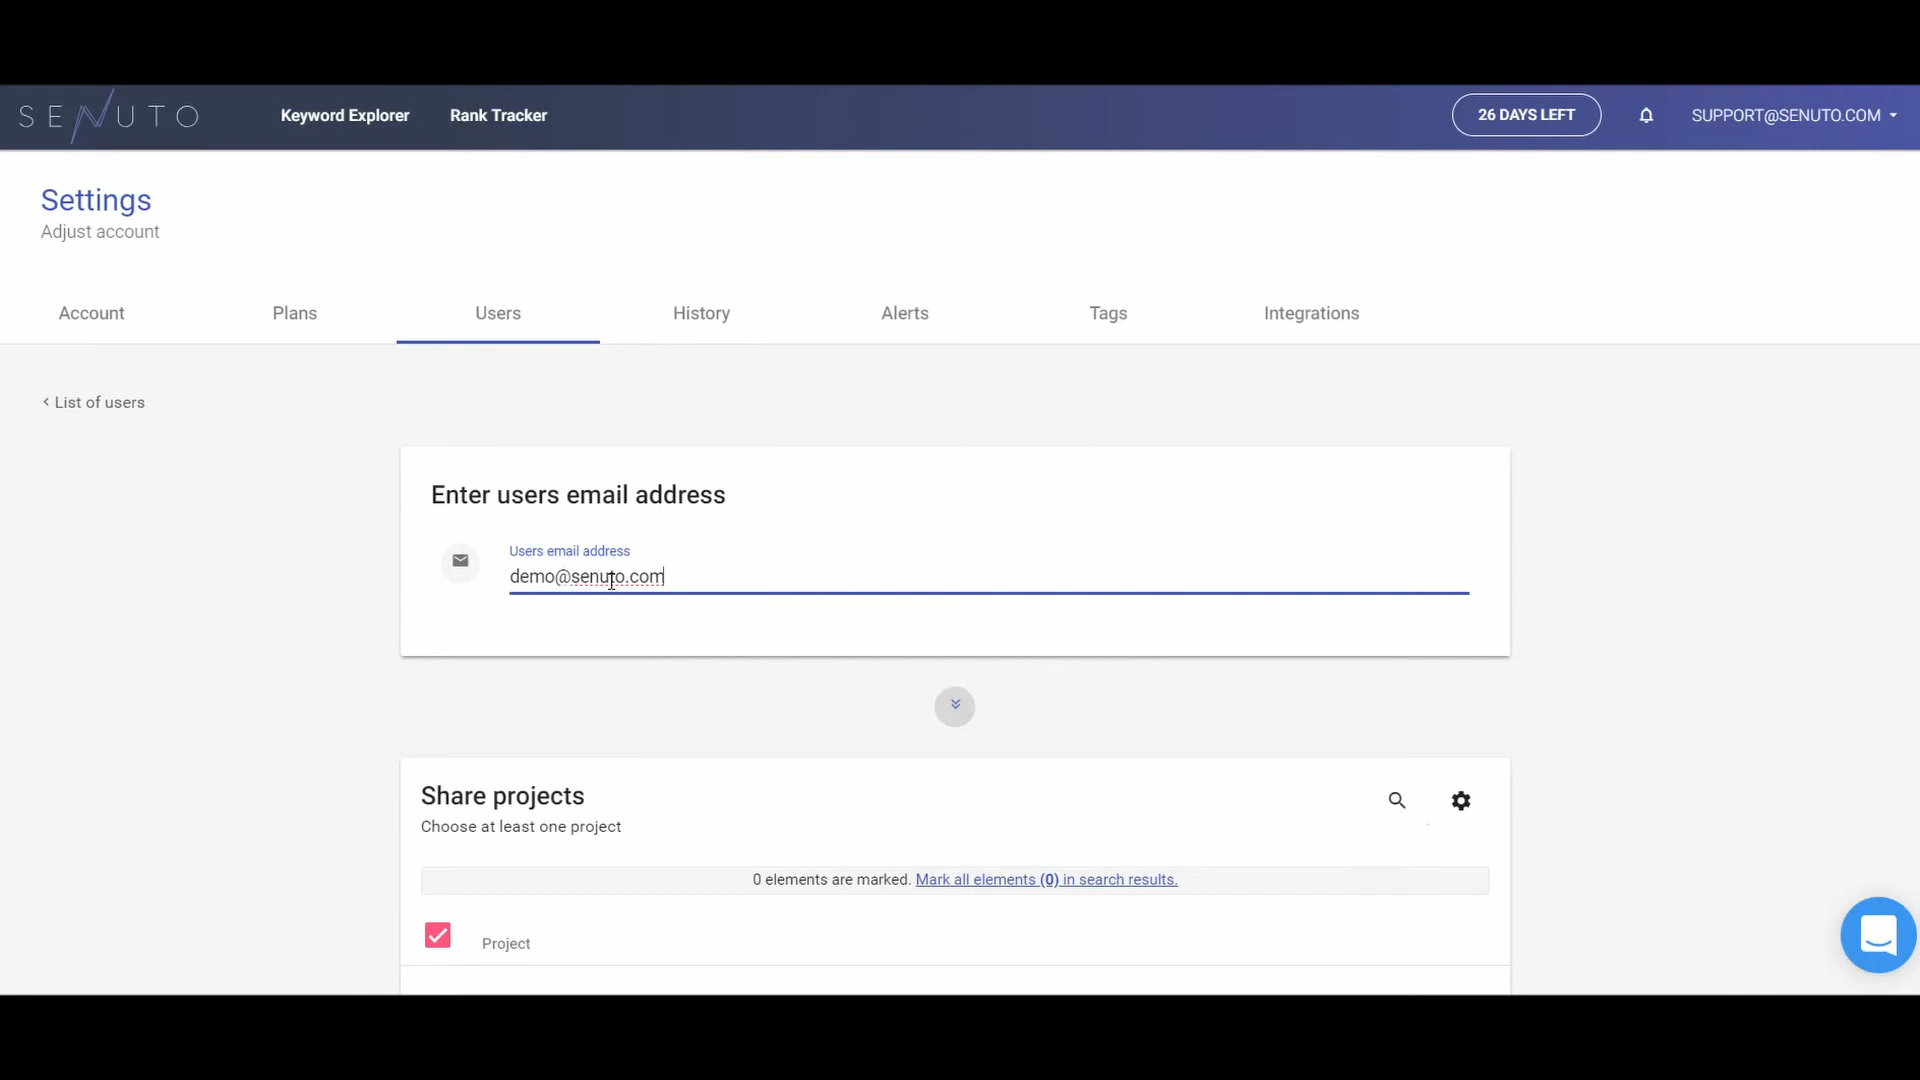 SENUTO
Keyword Explorer
Rank Tracker
26 DAYS LEFT
SUPPORT@SENUTO.COM
Settings
Adjust account
Account
Plans
Users
History
Alerts
Tags
Integrations
List of users
Enter users email address
Users email address
demo@senuto.com
Share projects
Choose at least one project
0 elements are marked. Mark all elements (0) in search results.
Project